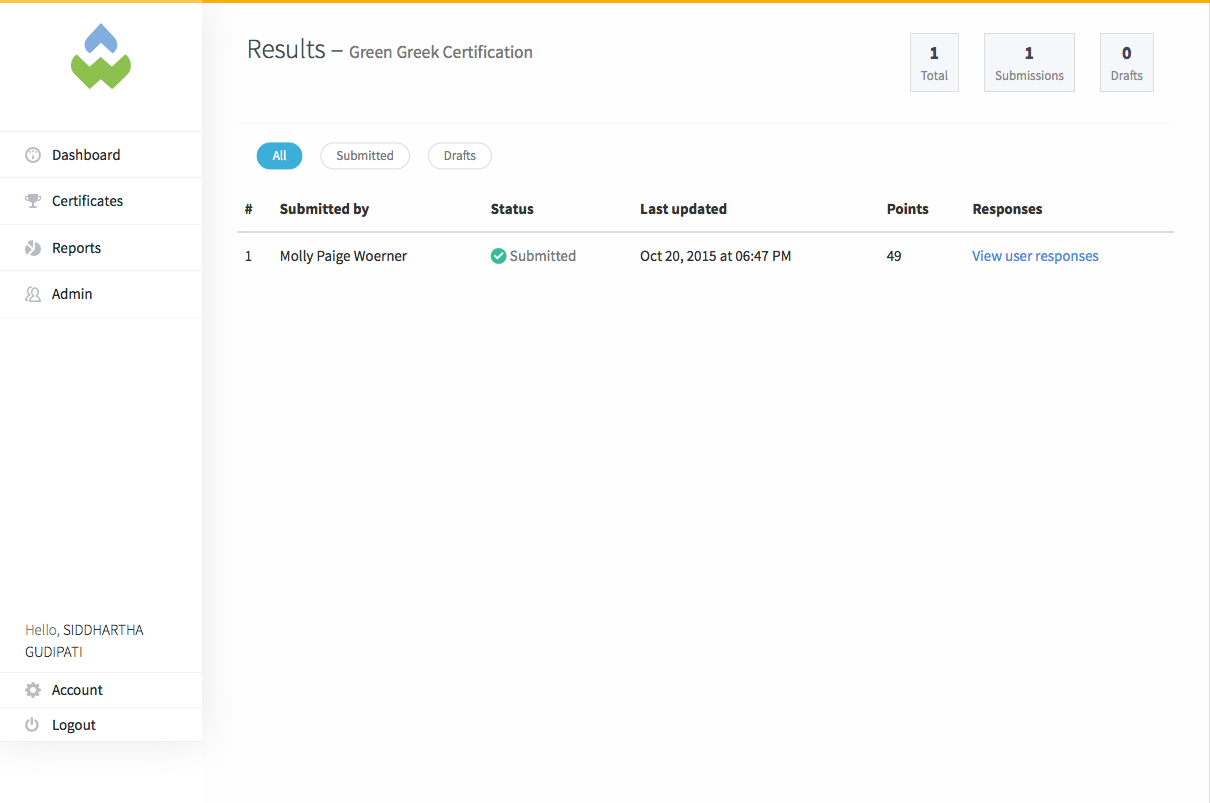 Results – Green Greek Certification
1
Total
1
Submissions
0
Drafts
Dashboard
Certificates
Reports
Admin
All
Submitted
Drafts
# Submitted by Status Last updated Points Responses
1 Molly Paige Woerner Submitted Oct 20, 2015 at 06:47 PM 49 View user responses
Hello, SIDDHARTHA
GUDIPATI
Account
Logout